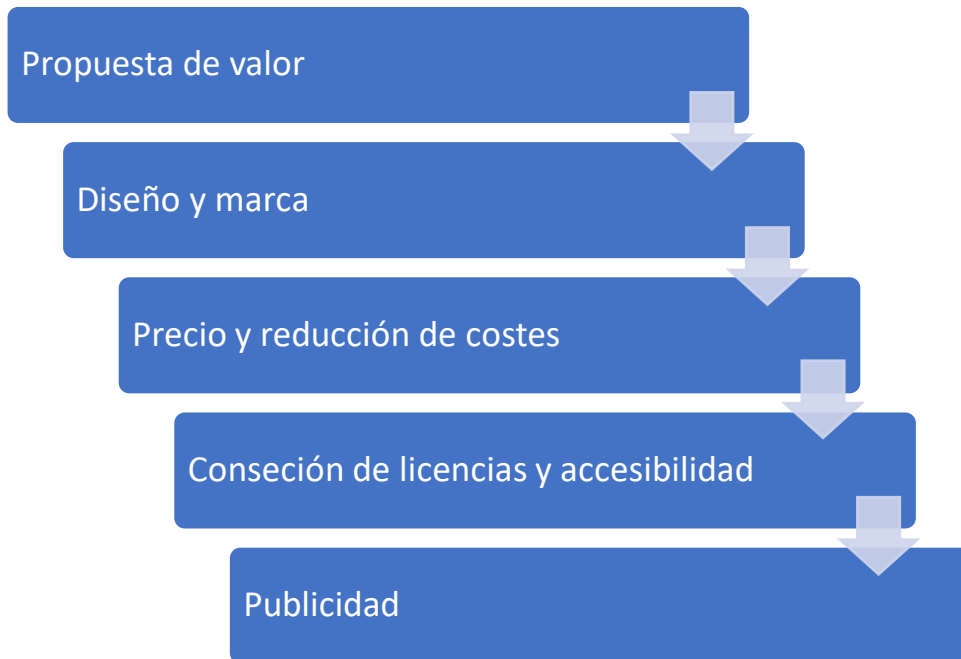 Propuesta de valor
Diseño y marca
Precio y reducción de costes
Conseción de licencias y accesibilidad
Publicidad